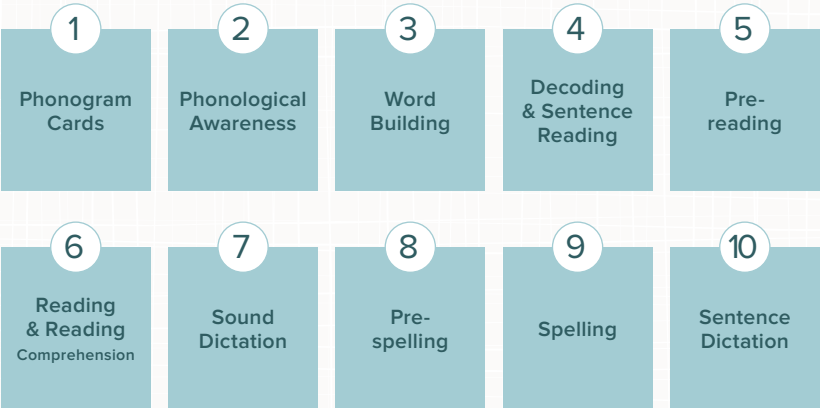 1
Phonogram
Cards
2
Phonological
Awareness
3
Word
Building
4
Decoding
& Sentence
Reading
5
Pre-
reading
6
Reading
& Reading
Comprehension
7
Sound
Dictation
8
Pre-
spelling
9
Spelling
10
Sentence
Dictation